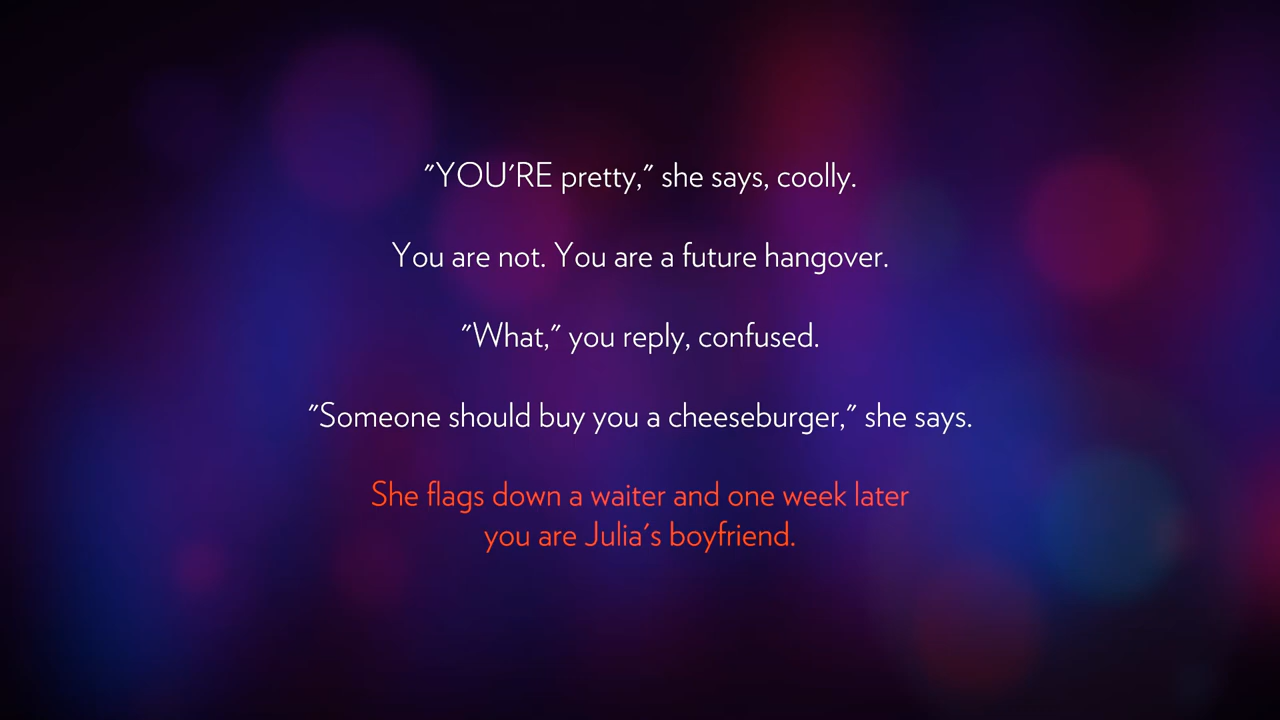 "YOU'RE pretty," she says, coolly.
You are not. You are a future hangover.
"What," you reply, confused.
"Someone should buy you a cheeseburger," she says.
She flags down a waiter and one week later
you are Julia's boyfriend.